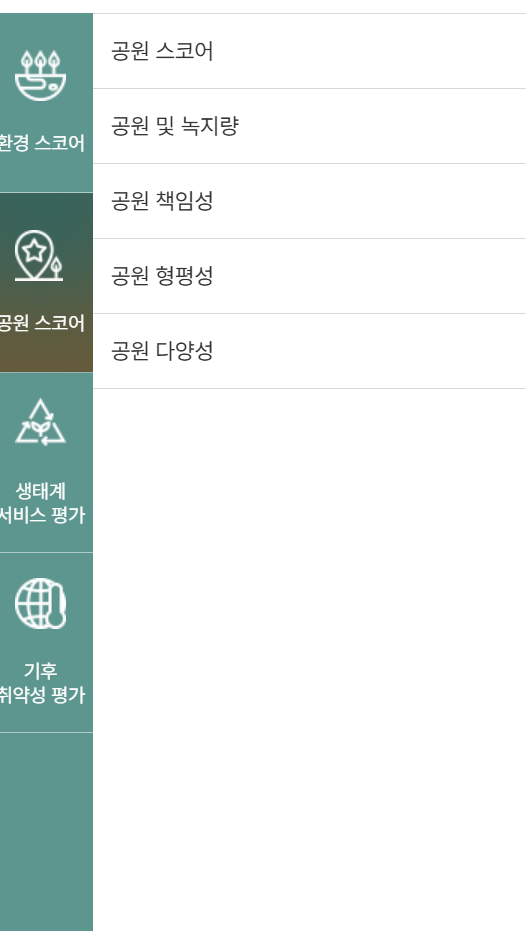 환경 스코어
공원 스코어
생태계
서비스 평가
기후
취약성 평가
공원 스코어
공원 및 녹지량
공원 책임성
공원 형평성
공원 다양성